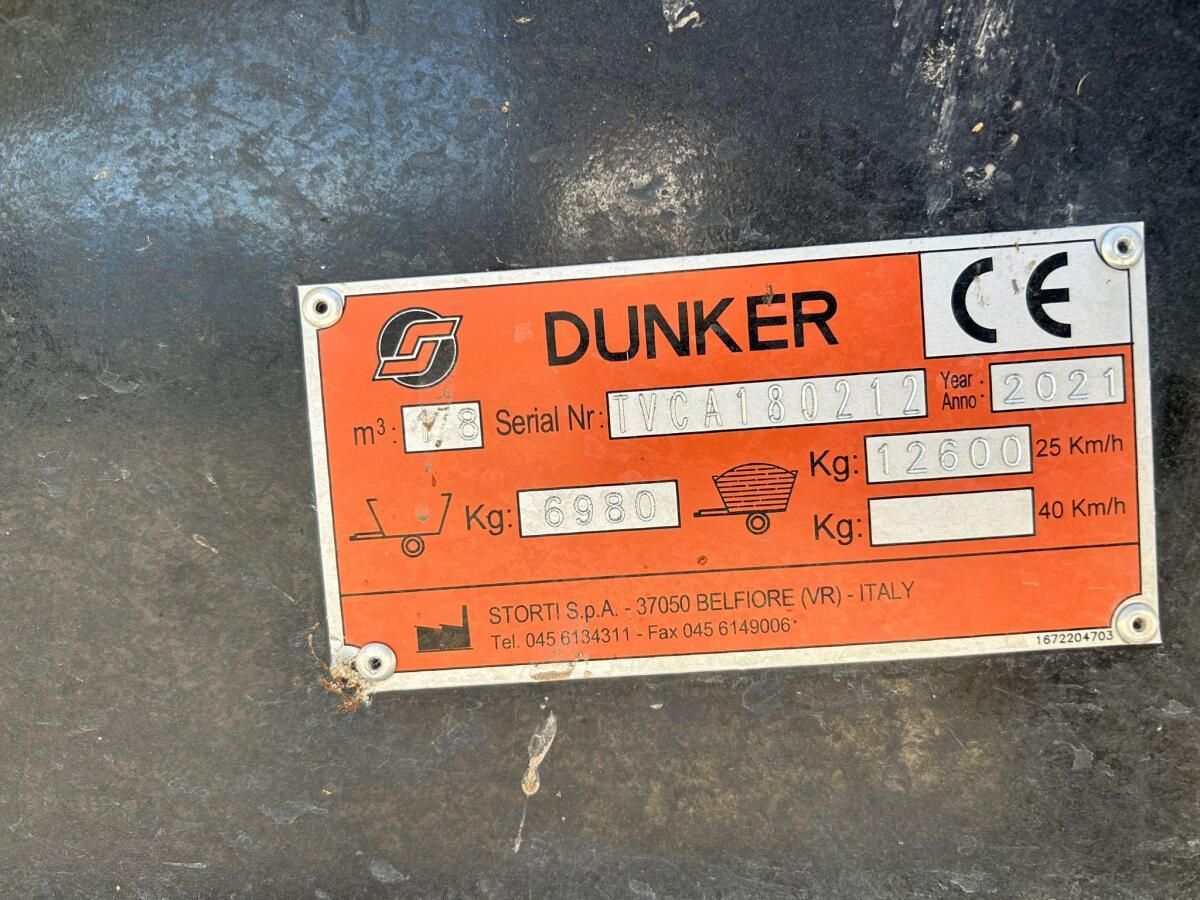 DUNKER
CE
m³: 18 Serial Nr: TVCA180212 Year Anno: 2021
Kg: 6980 Kg: 12600 25 Km/h
Kg: 40 Km/h
STORTI S.p.A. - 37050 BELFIORE (VR) - ITALY
Tel. 045 6134311 - Fax 045 6149006
1672204703